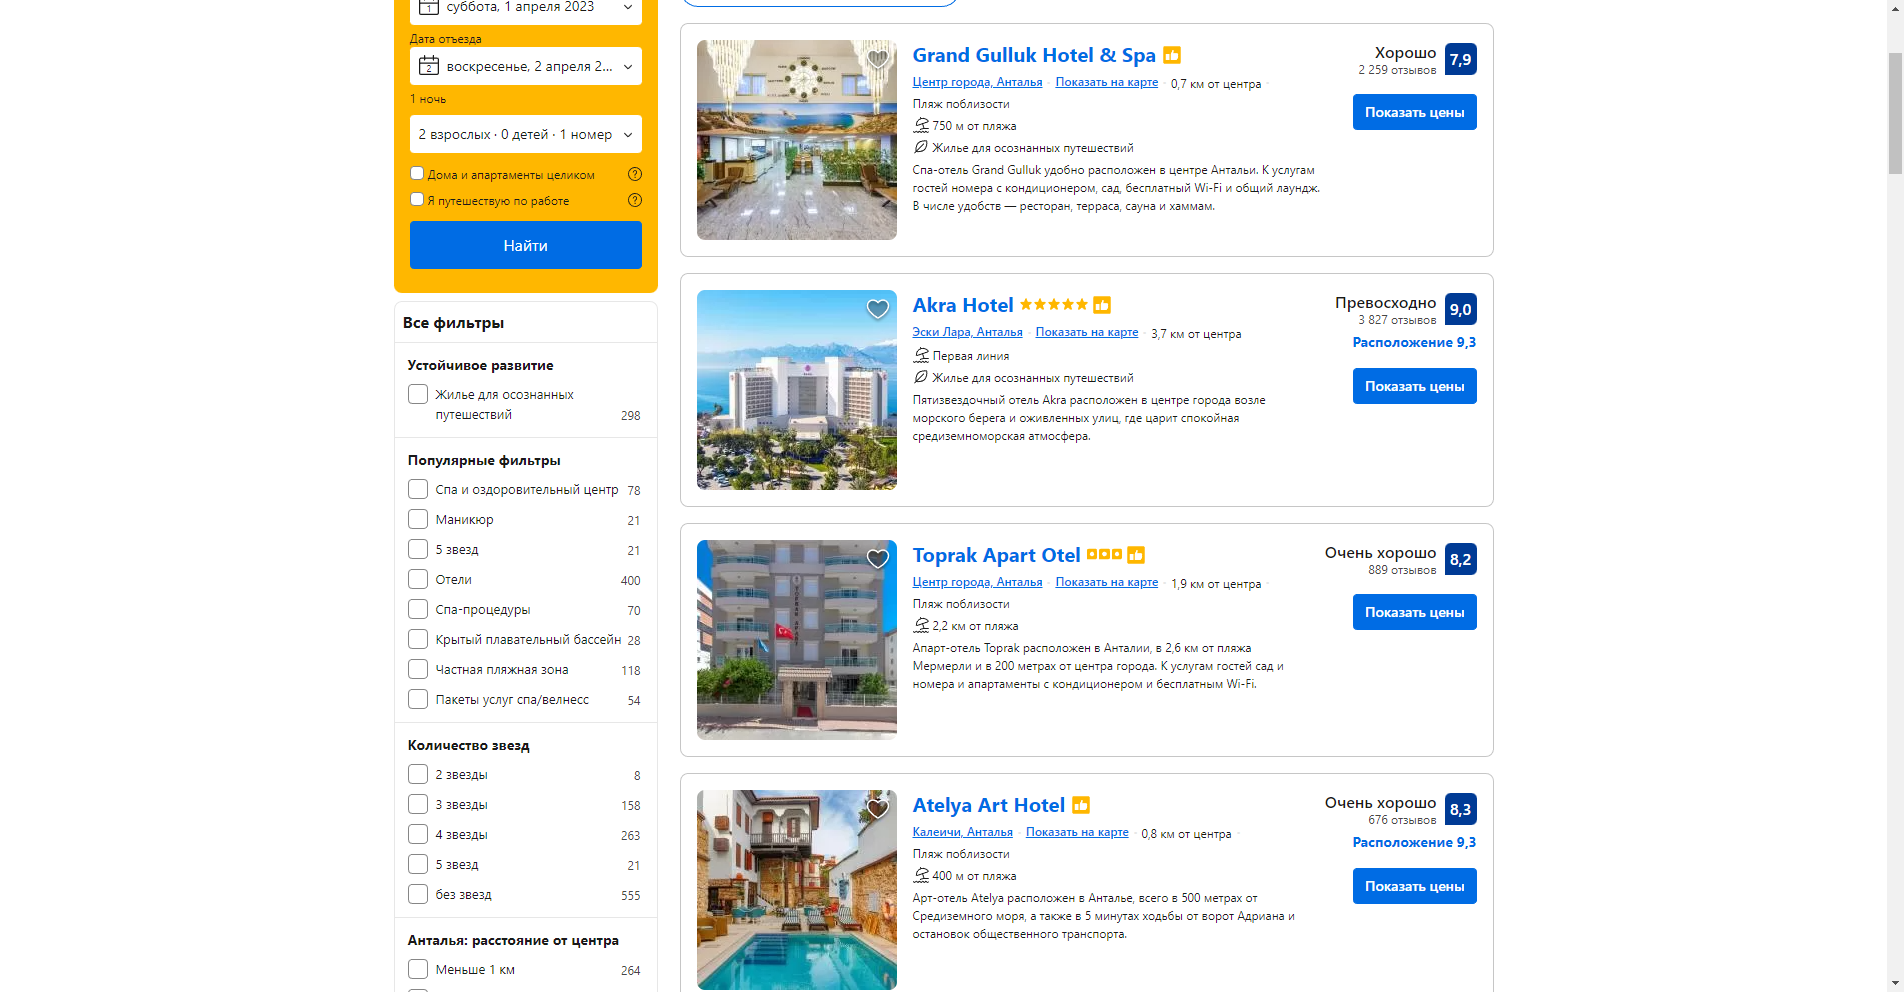 суббота, 1 апреля 2023
Дата отъезда
воскресенье, 2 апреля 2...
1 ночь
2 взрослых · 0 детей · 1 номер
Дома и апартаменты целиком
Я путешествую по работе
Найти
Все фильтры
Устойчивое развитие
Жилье для осознанных
путешествий 298
Популярные фильтры
Спа и оздоровительный центр 78
Маникюр 21
5 звезд 21
Отели 400
Спа-процедуры 70
Крытый плавательный бассейн 28
Частная пляжная зона 118
Пакеты услуг спа/велнесс 54
Количество звезд
2 звезды 8
3 звезды 158
4 звезды 263
5 звезд 21
без звезд 555
Анталья: расстояние от центра
Меньше 1 км 264
Grand Gulluk Hotel & Spa
Центр города, Анталья · Показать на карте · 0,7 км от центра ·
Пляж поблизости
750 м от пляжа
Жилье для осознанных путешествий
Спа-отель Grand Gulluk удобно расположен в центре Антальи. К услугам
гостей номера с кондиционером, сад, бесплатный Wi-Fi и общий лаундж.
В числе удобств — ресторан, терраса, сауна и хаммам.
Хорошо 7,9
2 259 отзывов
Показать цены
Akra Hotel
Эски Лара, Анталья · Показать на карте · 3,7 км от центра
Первая линия
Жилье для осознанных путешествий
Пятизвездочный отель Akra расположен в центре города возле
морского берега и оживленных улиц, где царит спокойная
средиземноморская атмосфера.
Превосходно 9,0
3 827 отзывов
Расположение 9,3
Показать цены
Toprak Apart Otel
Центр города, Анталья · Показать на карте · 1,9 км от центра ·
Пляж поблизости
2,2 км от пляжа
Апарт-отель Toprak расположен в Анталии, в 2,6 км от пляжа
Мермерли и в 200 метрах от центра города. К услугам гостей сад и
номера и апартаменты с кондиционером и бесплатным Wi-Fi.
Очень хорошо 8,2
889 отзывов
Показать цены
Atelya Art Hotel
Калеичи, Анталья · Показать на карте · 0,8 км от центра ·
Пляж поблизости
400 м от пляжа
Арт-отель Atelya расположен в Анталье, всего в 500 метрах от
Средиземного моря, а также в 5 минутах ходьбы от ворот Адриана и
остановок общественного транспорта.
Очень хорошо 8,3
676 отзывов
Расположение 9,3
Показать цены